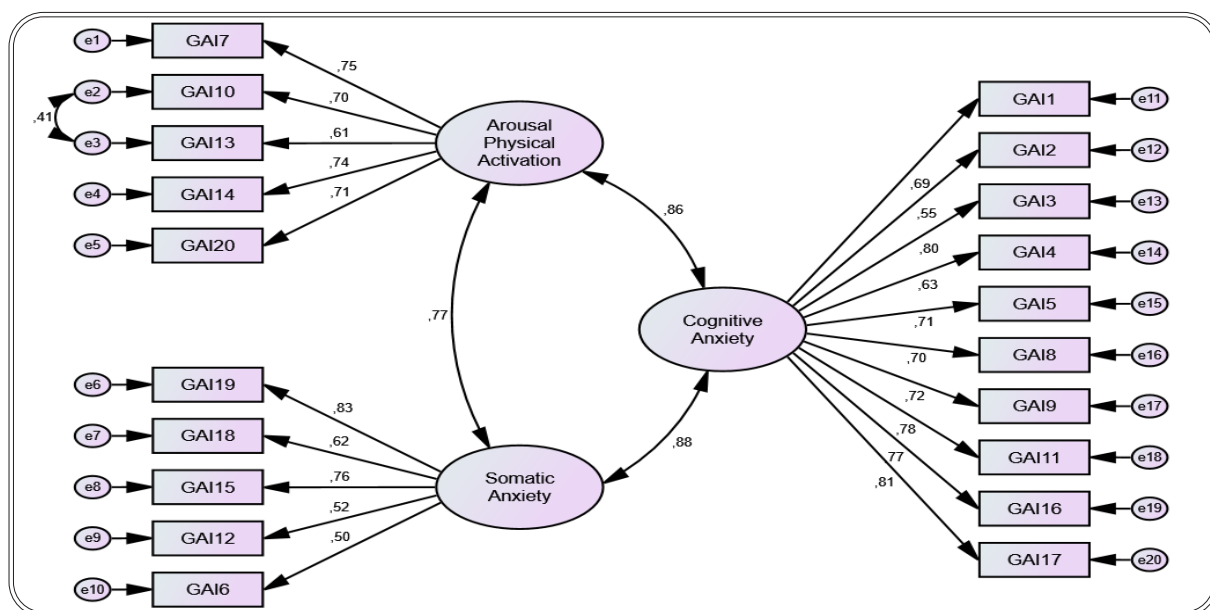 e1
GAI7
,75
e2
GAI10
,70
,41
e3
GAI13
,61
e4
GAI14
,74
e5
GAI20
,71
Arousal
Physical
Activation
,86
,77
e6
GAI19
,83
e7
GAI18
,62
e8
GAI15
,76
e9
GAI12
,52
e10
GAI6
,50
Somatic
Anxiety
,88
Cognitive
Anxiety
GAI1
e11
,69
GAI2
e12
,55
GAI3
e13
,80
GAI4
e14
,63
GAI5
e15
,71
GAI8
e16
,70
GAI9
e17
,72
GAI11
e18
,78
GAI16
e19
,77
GAI17
e20
,81